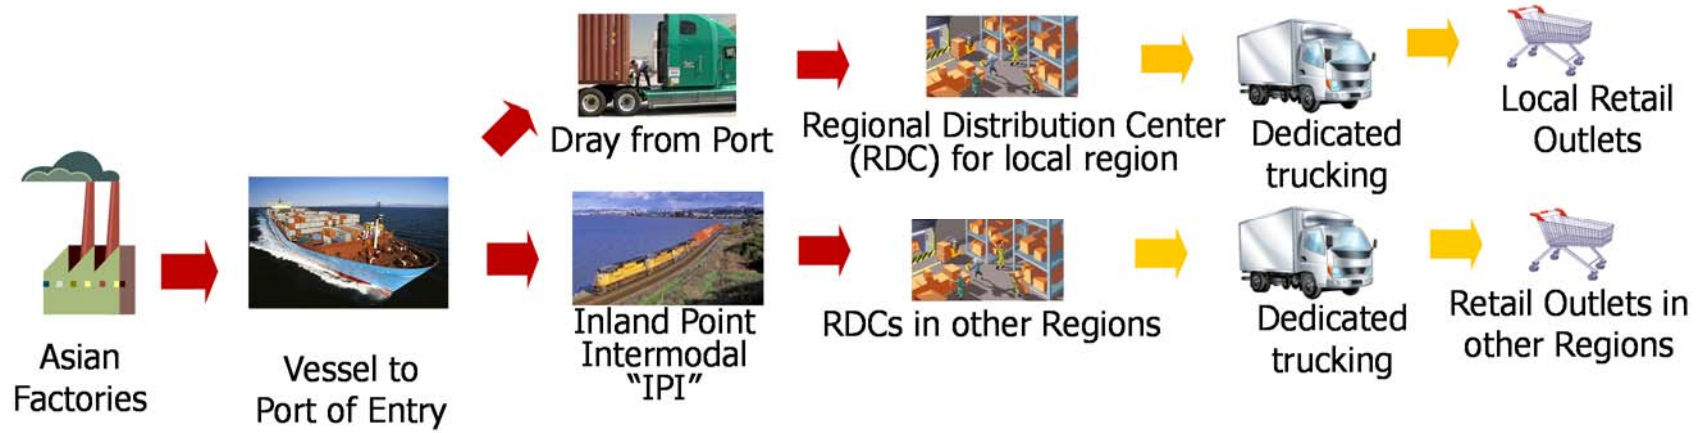 Asian
Factories
Vessel to
Port of Entry
Dray from Port
Regional Distribution Center
(RDC) for local region
Dedicated
trucking
Local Retail
Outlets
Inland Point
Intermodal
“IPI”
RDCs in other Regions
Dedicated
trucking
Retail Outlets in
other Regions